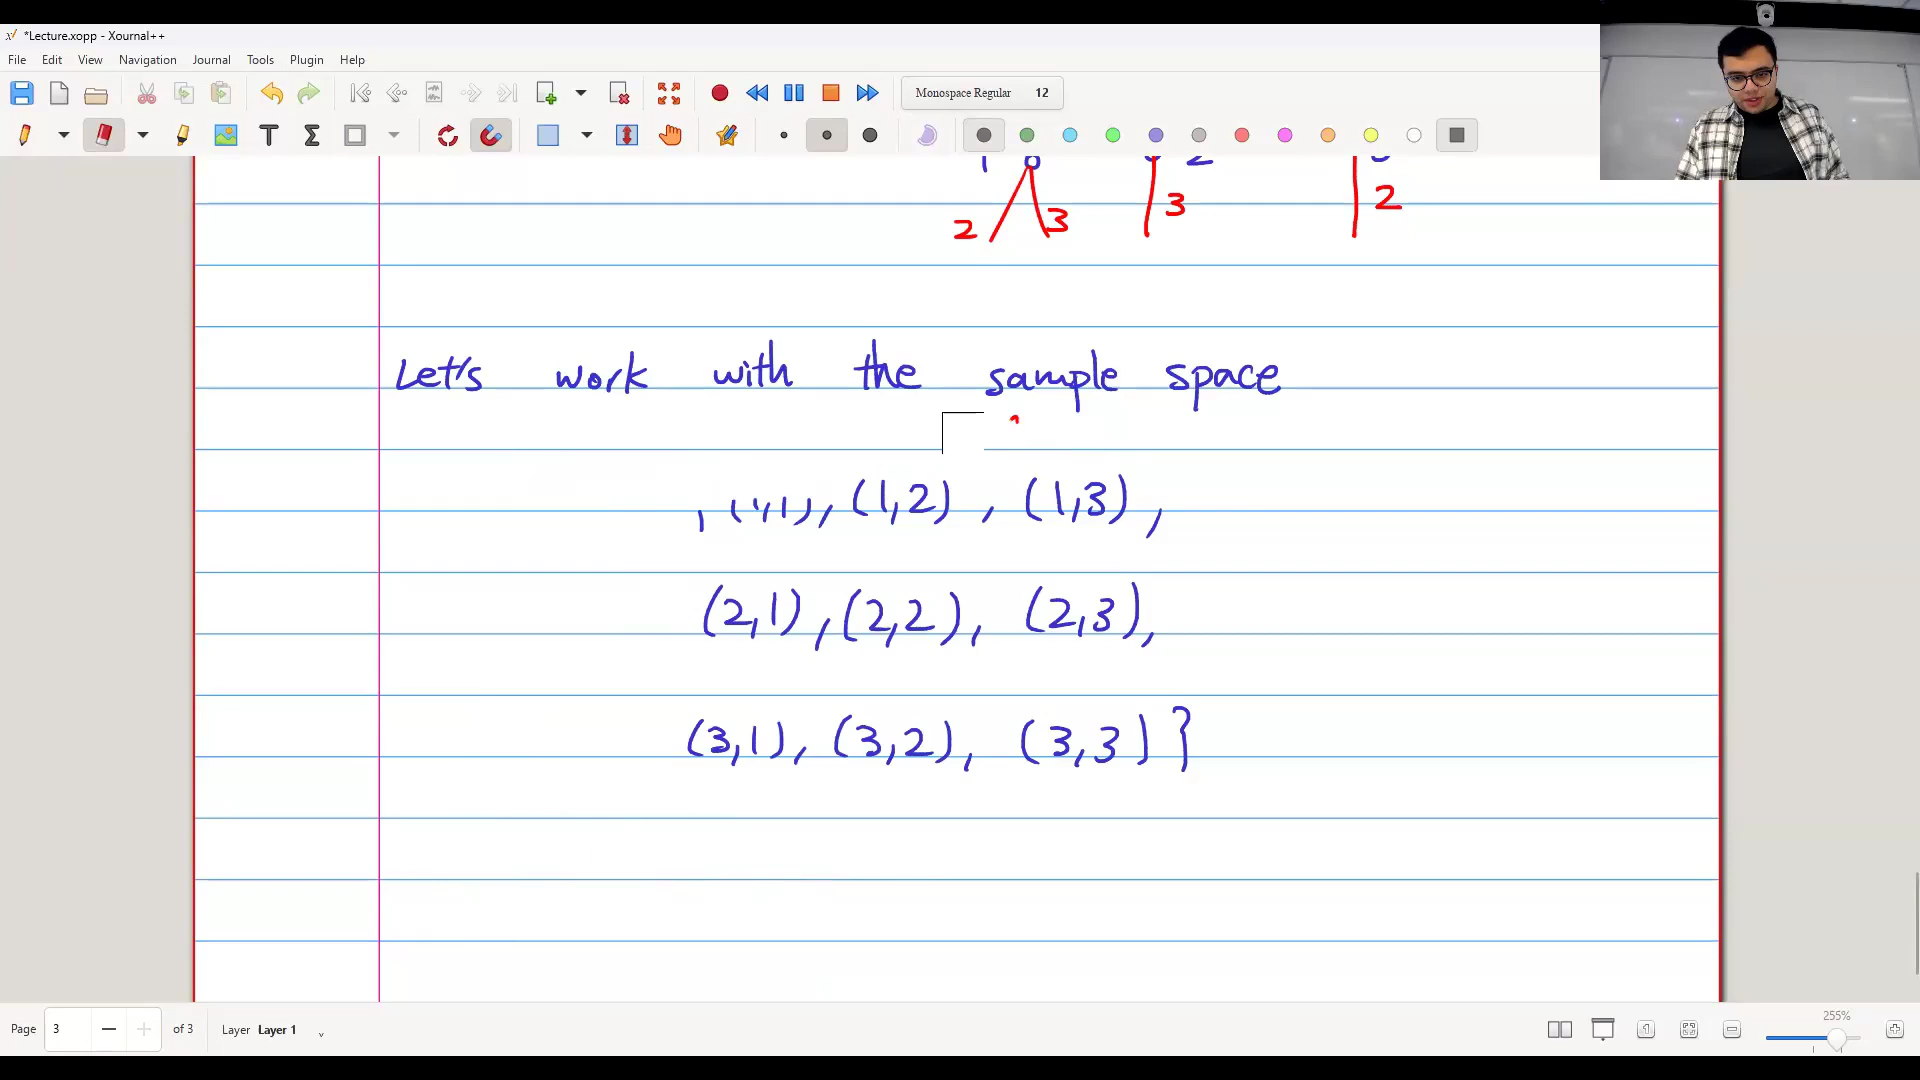 *Lecture.xopp - Xournal++
File Edit View Navigation Journal Tools Plugin Help
Monospace Regular 12
2 3 3 2
Let's work with the sample space
, (1,2) , (1,3) ,
(2,1) , (2,2) , (2,3) ,
(3,1) , (3,2) , (3,3) }
Page 3 of 3 Layer Layer 1 255%